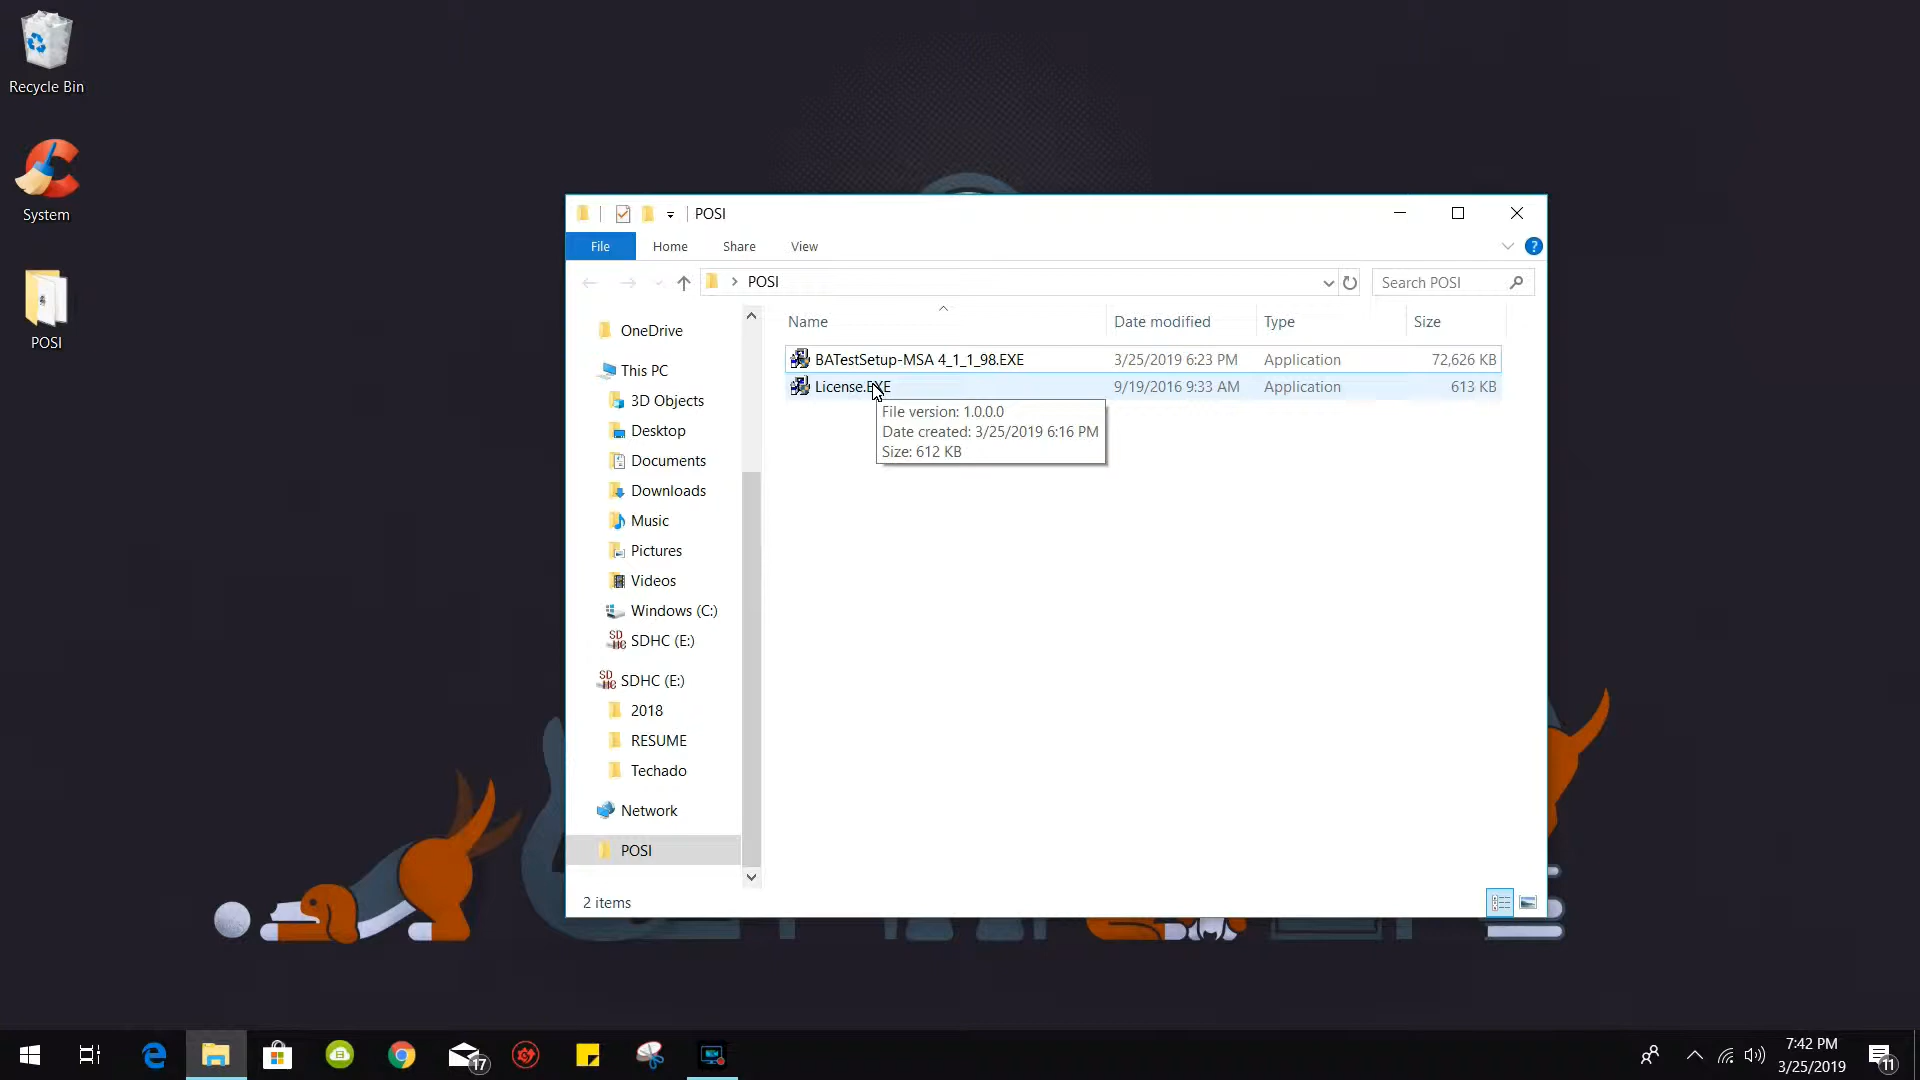 Recycle Bin
System
POSI
POSI
File Home Share View
POSI
Search POSI
Name Date modified Type Size
BATestSetup-MSA 4_1_1_98.EXE 3/25/2019 6:23 PM Application 72,626 KB
License.EXE 9/19/2016 9:33 AM Application 613 KB
File version: 1.0.0.0
Date created: 3/25/2019 6:16 PM
Size: 612 KB
OneDrive
This PC
3D Objects
Desktop
Documents
Downloads
Music
Pictures
Videos
Windows (C:)
SDHC (E:)
SDHC (E:)
2018
RESUME
Techado
Network
POSI
2 items
17
7:42 PM
3/25/2019
11